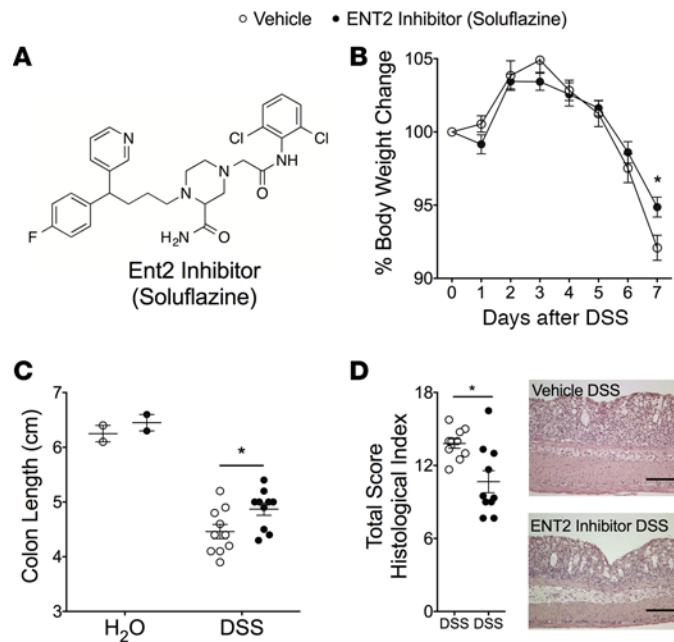 ○ Vehicle ● ENT2 Inhibitor (Soluflazine)
A
N
Cl
Cl
NH
O
N
N
F
H₂N
O
Ent2 Inhibitor
(Soluflazine)
B
% Body Weight Change
105
100
95
90
*
0 1 2 3 4 5 6 7
Days after DSS
C
Colon Length (cm)
7
6
5
4
3
*
H₂O DSS
D
Total Score
Histological Index
18
12
6
0
*
DSS DSS
Vehicle DSS
ENT2 Inhibitor DSS